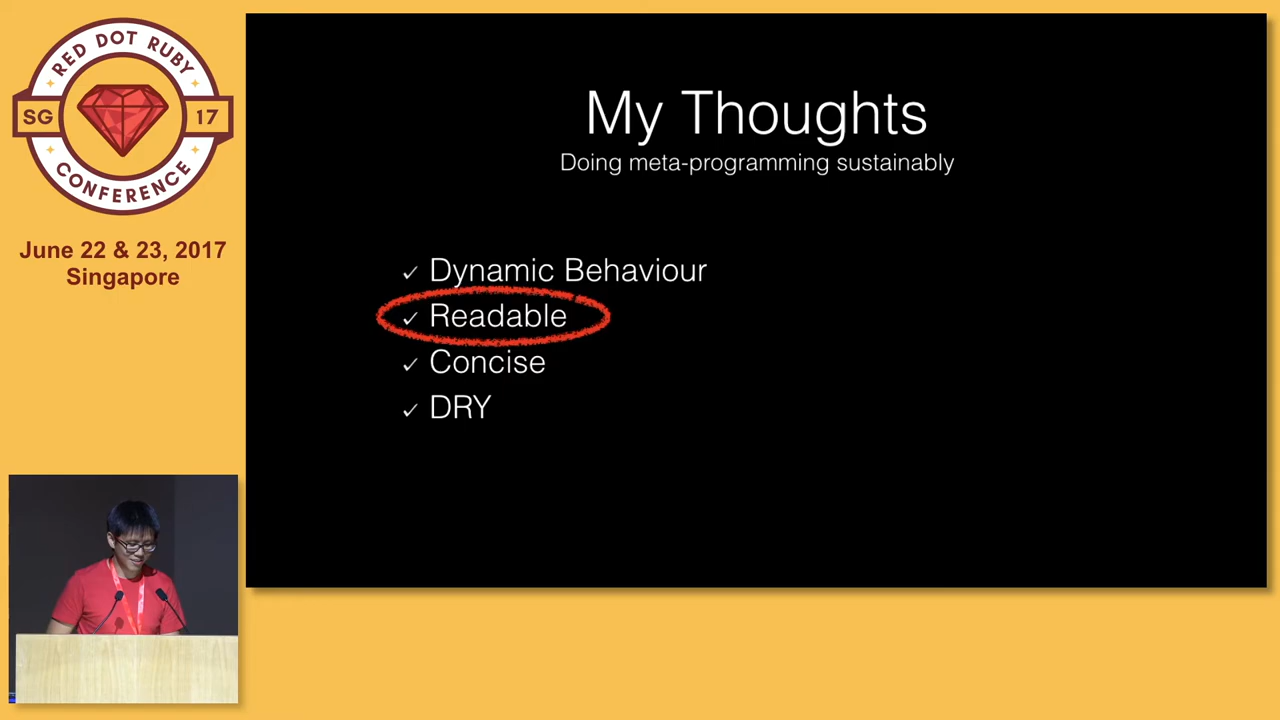 RED DOT RUBY
SG 17
CONFERENCE
June 22 & 23, 2017
Singapore
My Thoughts
Doing meta-programming sustainably
✓ Dynamic Behaviour
✓ Readable
✓ Concise
✓ DRY